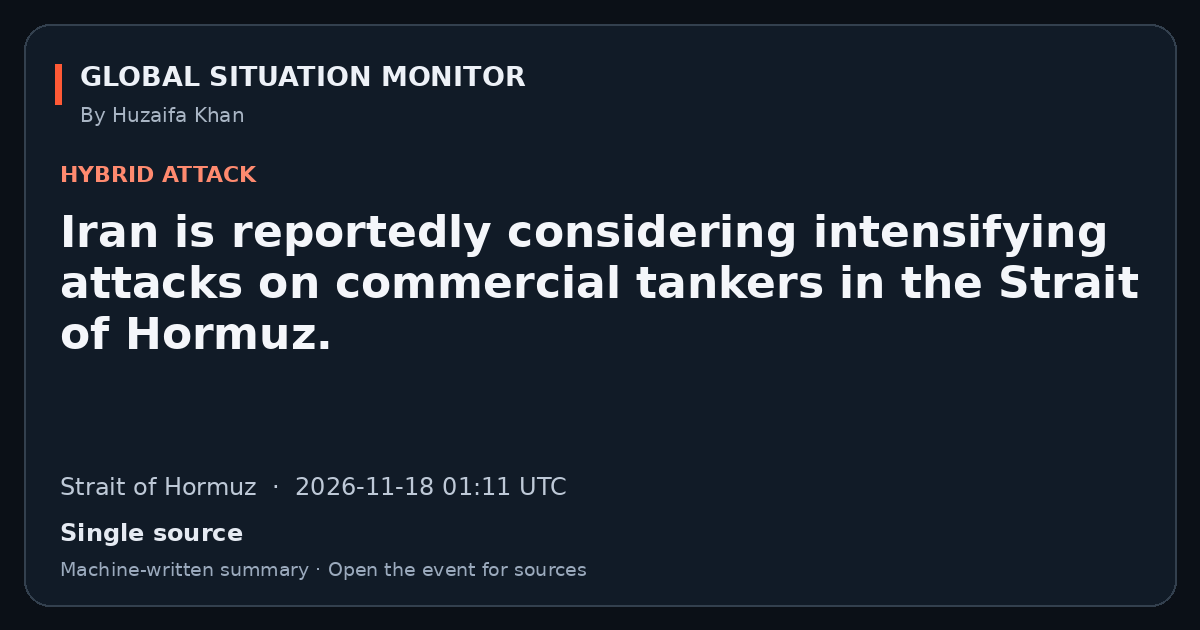 GLOBAL SITUATION MONITOR
By Huzaifa Khan
HYBRID ATTACK
Iran is reportedly considering intensifying
attacks on commercial tankers in the Strait
of Hormuz.
Strait of Hormuz · 2026-11-18 01:11 UTC
Single source
Machine-written summary · Open the event for sources